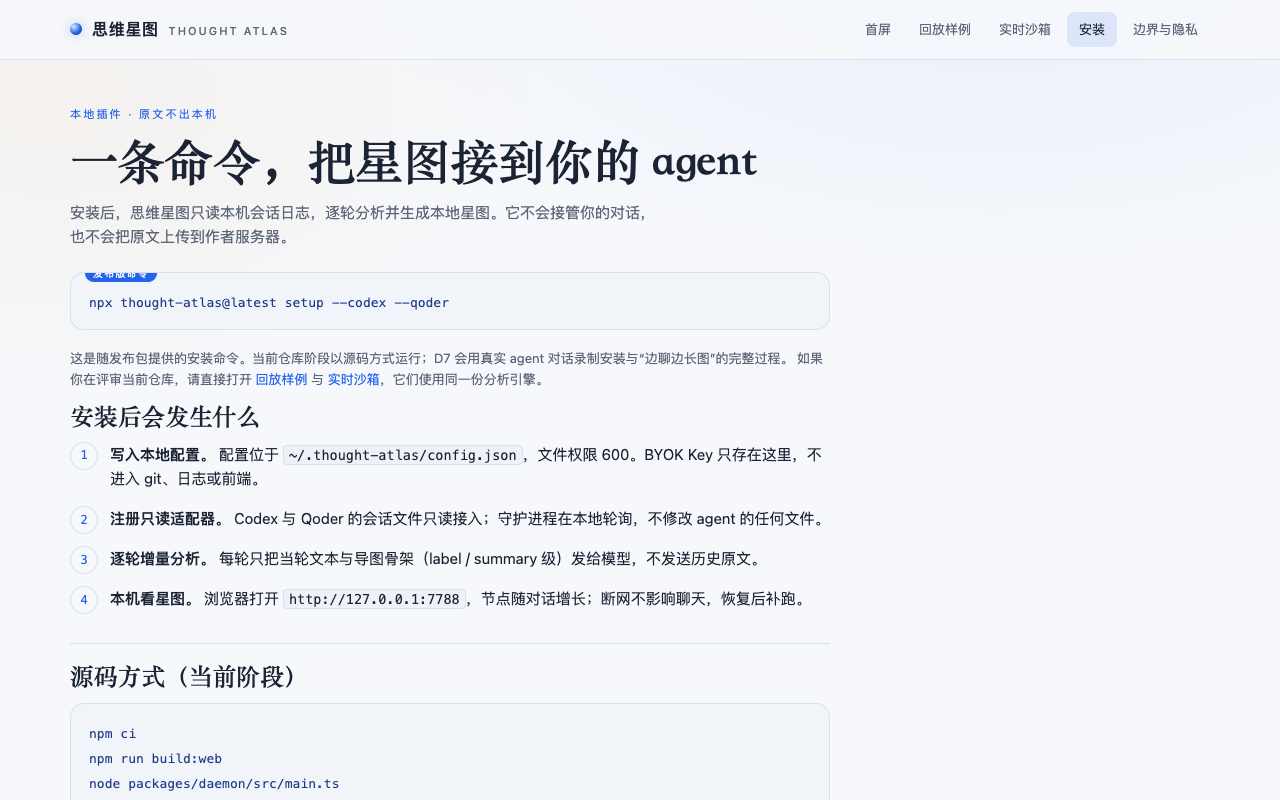 思维星图 THOUGHT ATLAS
首屏 回放样例 实时沙箱 安装 边界与隐私
本地插件 · 原文不出本机
一条命令，把星图接到你的 agent
安装后，思维星图只读本机会话日志，逐轮分析并生成本地星图。它不会接管你的对话，
也不会把原文上传到作者服务器。
发布版命令
npx thought-atlas@latest setup --codex --qoder
这是随发布包提供的安装命令。当前仓库阶段以源码方式运行；D7 会用真实 agent 对话录制安装与“边聊边长图”的完整过程。 如果
你在评审当前仓库，请直接打开 回放样例 与 实时沙箱，它们使用同一份分析引擎。
安装后会发生什么
1 写入本地配置。 配置位于 ~/.thought-atlas/config.json，文件权限 600。BYOK Key 只存在这里，不
进入 git、日志或前端。
2 注册只读适配器。 Codex 与 Qoder 的会话文件只读接入；守护进程在本地轮询，不修改 agent 的任何文件。
3 逐轮增量分析。 每轮只把当轮文本与导图骨架（label / summary 级）发给模型，不发送历史原文。
4 本机看星图。 浏览器打开 http://127.0.0.1:7788，节点随对话增长；断网不影响聊天，恢复后补跑。
源码方式（当前阶段）
npm ci
npm run build:web
node packages/daemon/src/main.ts